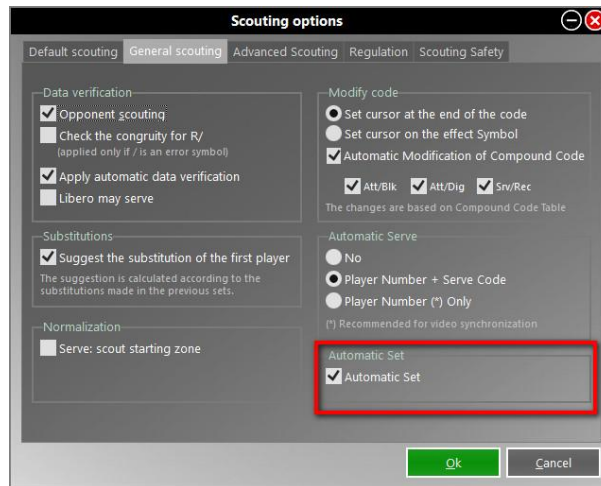 Scouting options
Default scouting General scouting Advanced Scouting Regulation Scouting Safety
Data verification
Opponent scouting
Check the congruity for R/
(applied only if / is an error symbol)
Apply automatic data verification
Libero may serve
Substitutions
Suggest the substitution of the first player
The suggestion is calculated according to the
substitutions made in the previous sets.
Normalization
Serve: scout starting zone
Modify code
Set cursor at the end of the code
Set cursor on the effect Symbol
Automatic Modification of Compound Code
Att/Blk Att/Dig Srv/Rec
The changes are based on Compound Code Table
Automatic Serve
No
Player Number + Serve Code
Player Number (*) Only
(*) Recommended for video synchronization
Automatic Set
Automatic Set
Ok Cancel